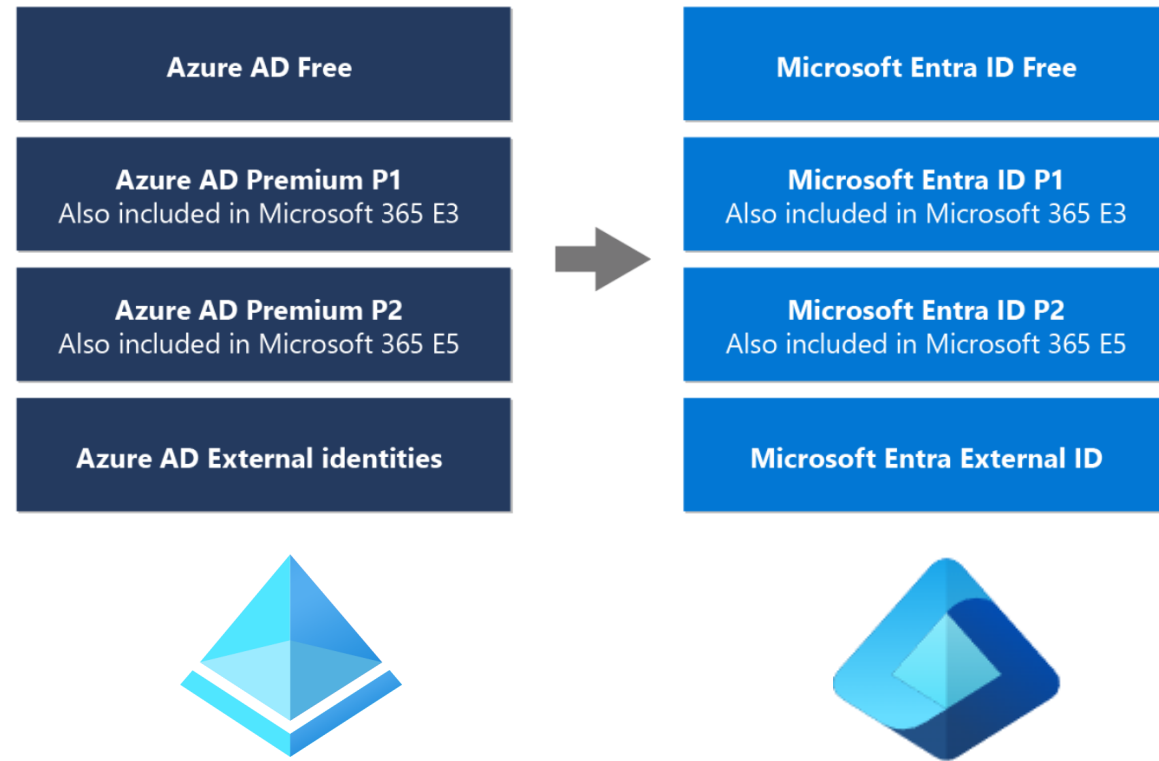 Azure AD Free
Azure AD Premium P1
Also included in Microsoft 365 E3
Azure AD Premium P2
Also included in Microsoft 365 E5
Azure AD External identities
Microsoft Entra ID Free
Microsoft Entra ID P1
Also included in Microsoft 365 E3
Microsoft Entra ID P2
Also included in Microsoft 365 E5
Microsoft Entra External ID